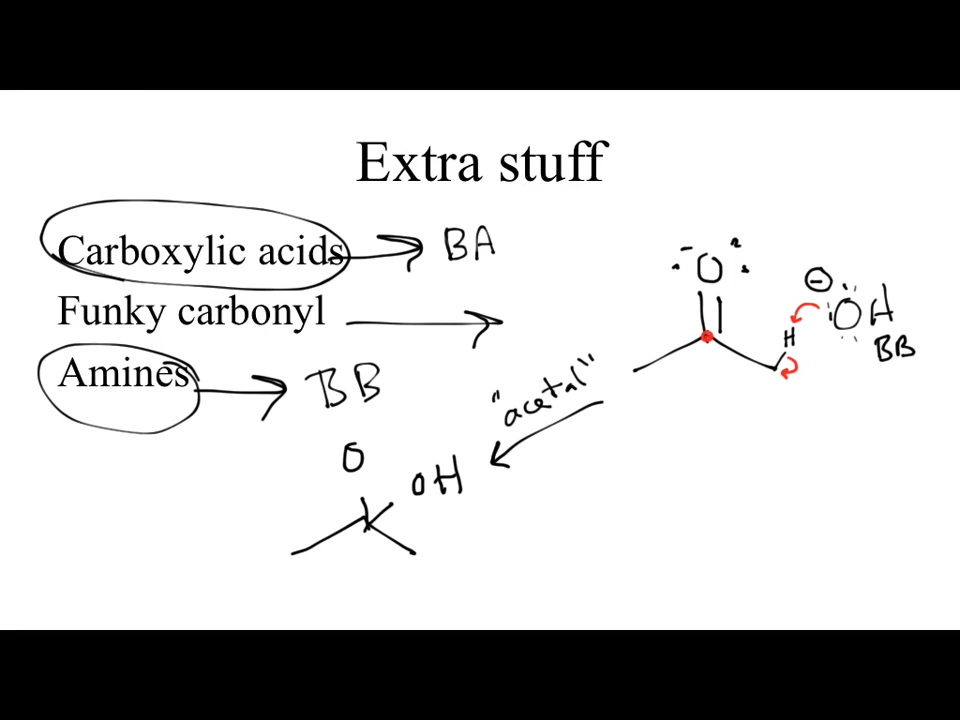 Extra stuff
Carboxylic acids → BA
Funky carbonyl →
Amines → BB
"acetal"
O
OH
O
H
⊖
OH
BB